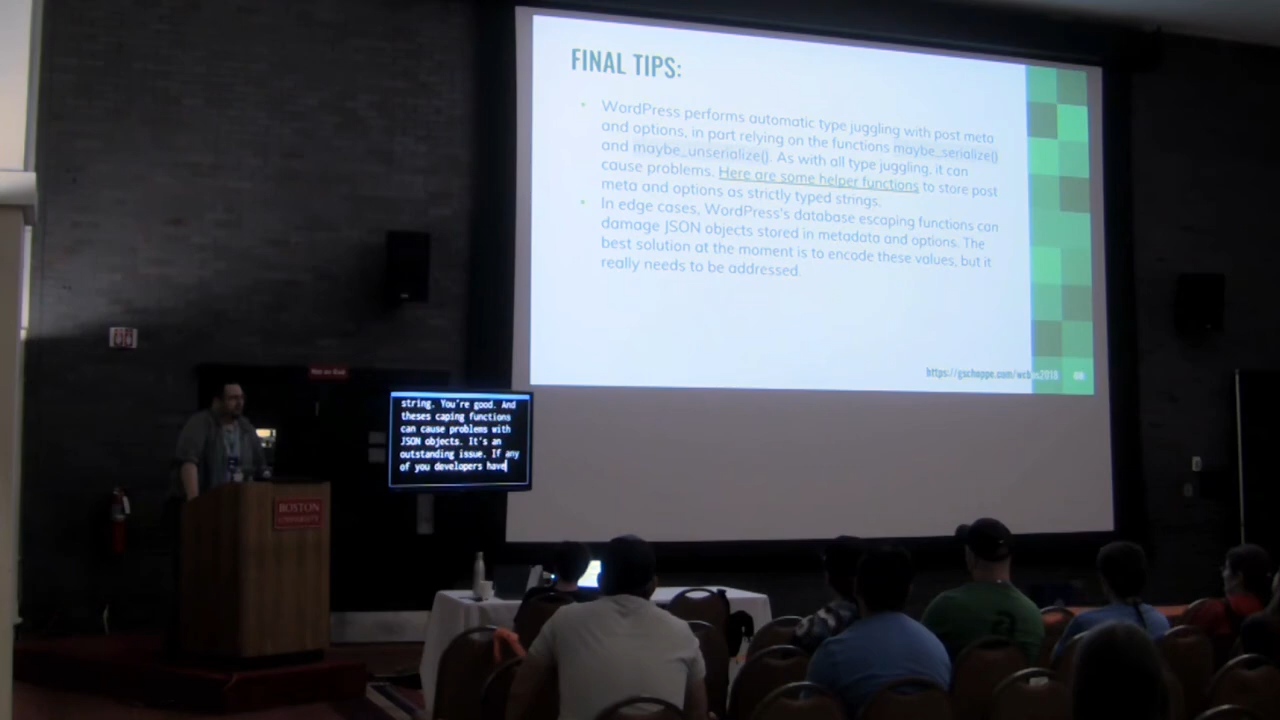 FINAL TIPS:
WordPress performs automatic type juggling with post meta
and options, in part relying on the functions maybe_serialize()
and maybe_unserialize(). As with all type juggling, it can
cause problems. Here are some helper functions to store post
meta and options as strictly typed strings.
In edge cases, WordPress's database escaping functions can
damage JSON objects stored in metadata and options. The
best solution at the moment is to encode these values, but it
really needs to be addressed.
string. You're good. And
theses caping functions
can cause problems with
JSON objects. It's an
outstanding issue. If any
of you developers have
BOSTON
UNIVERSITY